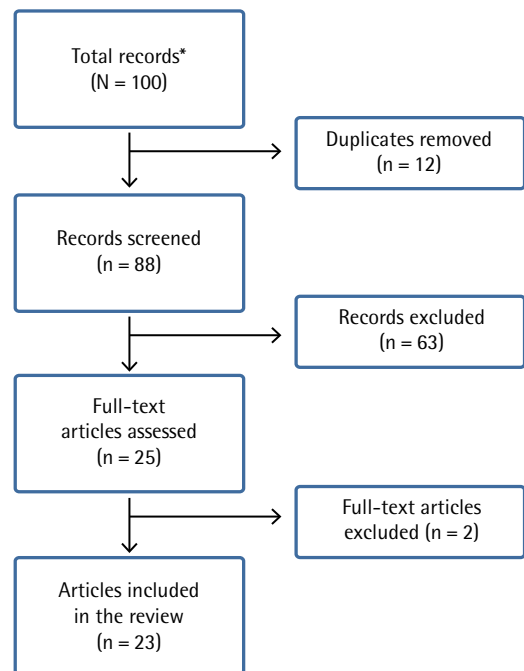 Total records*
(N = 100)
Duplicates removed
(n = 12)
Records screened
(n = 88)
Records excluded
(n = 63)
Full-text
articles assessed
(n = 25)
Full-text articles
excluded (n = 2)
Articles included
in the review
(n = 23)